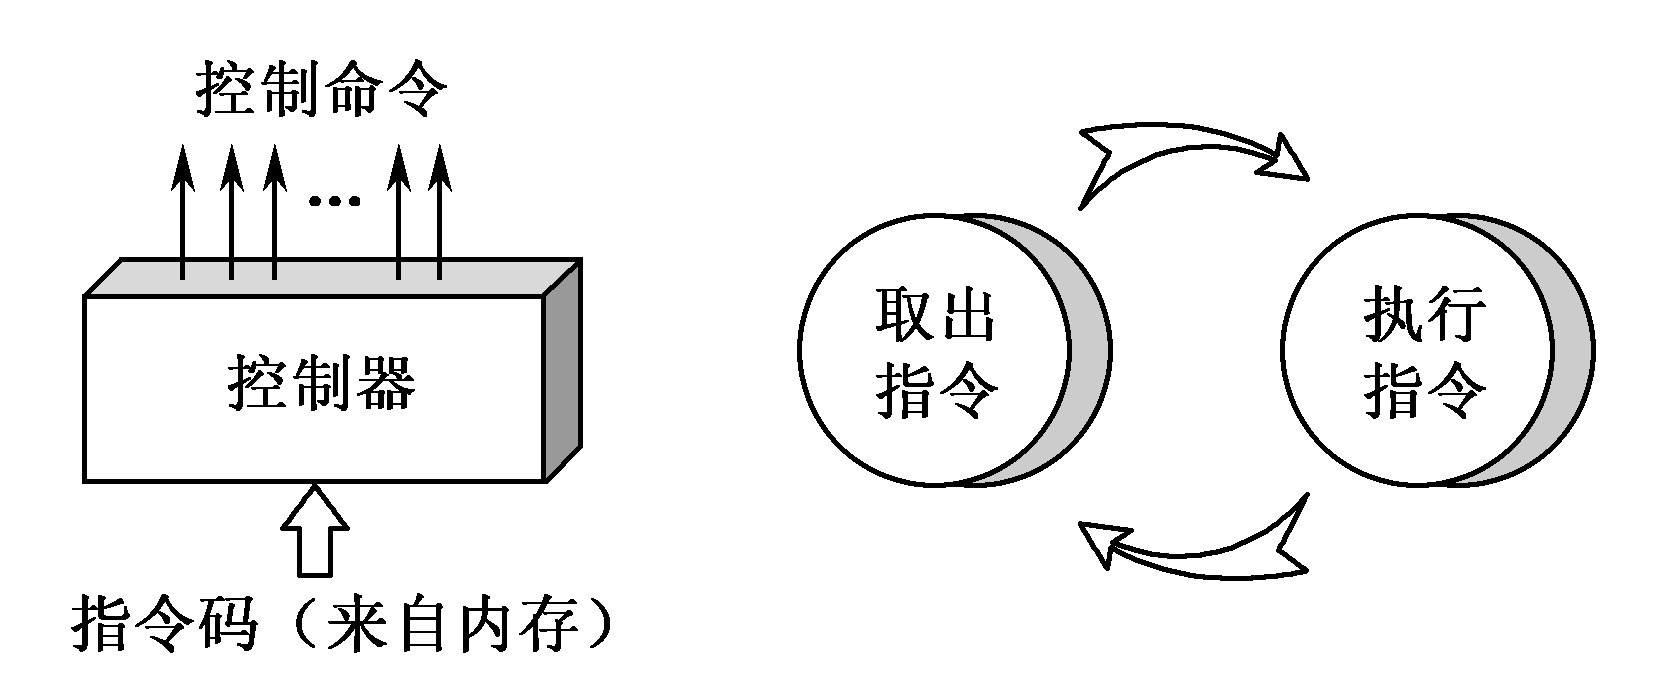 控制命令
…
控制器
指令码（来自内存）
取出
指令
执行
指令